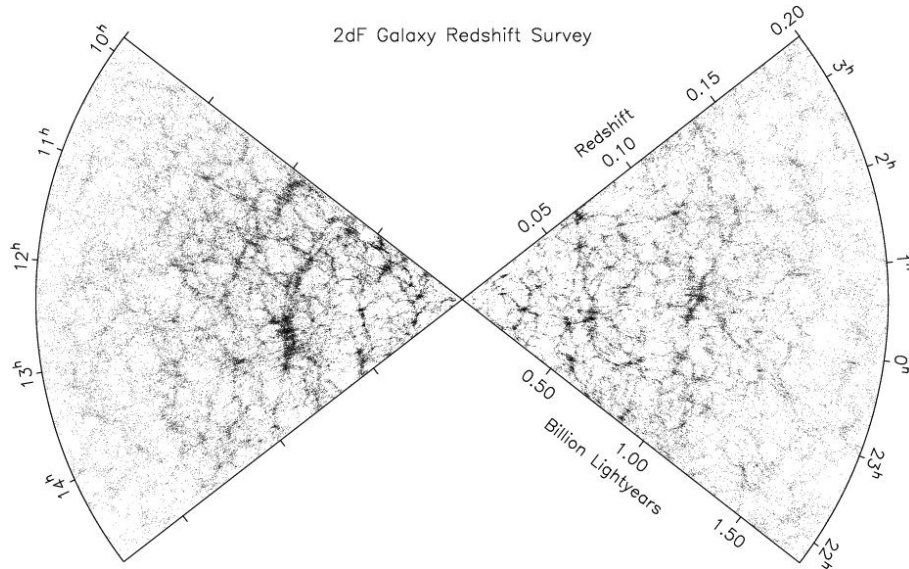 2dF Galaxy Redshift Survey
10ʰ
11ʰ
12ʰ
13ʰ
14ʰ
Redshift
0.05
0.10
0.15
0.20
3ʰ
2ʰ
1ʰ
0ʰ
23ʰ
22ʰ
0.50
1.00
1.50
Billion Lightyears